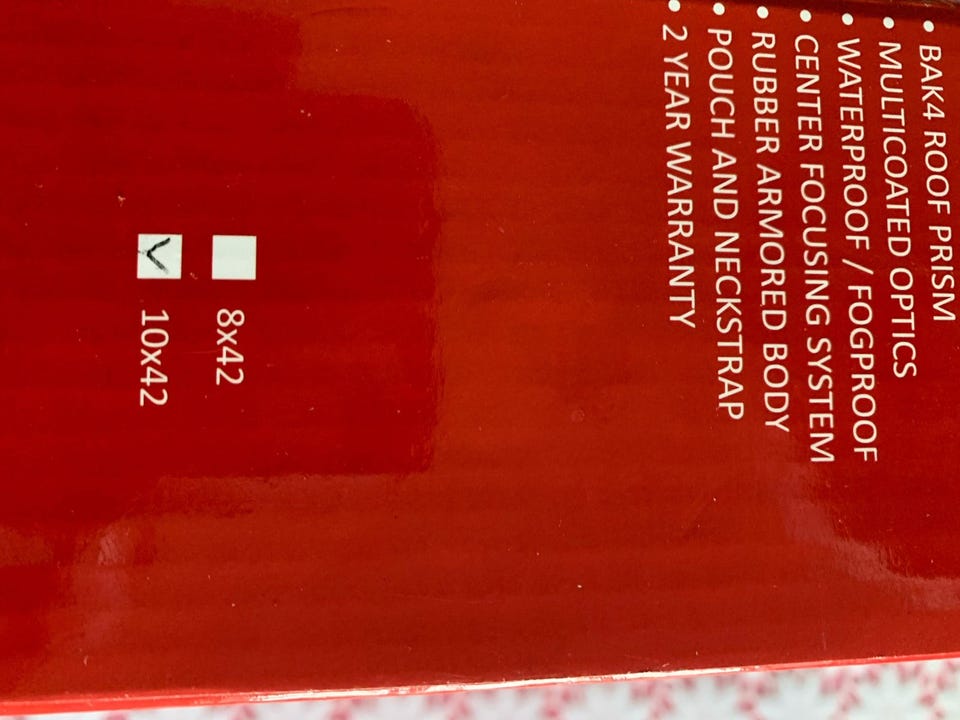 • BAK4 ROOF PRISM
• MULTICOATED OPTICS
• WATERPROOF / FOGPROOF
• CENTER FOCUSING SYSTEM
• RUBBER ARMORED BODY
• POUCH AND NECKSTRAP
• 2 YEAR WARRANTY
8x42
10x42